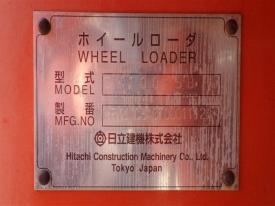 ホイールローダ
WHEEL LOADER
型式
MODEL
製番
MFG.NO
日立建機株式会社
Hitachi Construction Machinery Co., Ltd.
Tokyo Japan